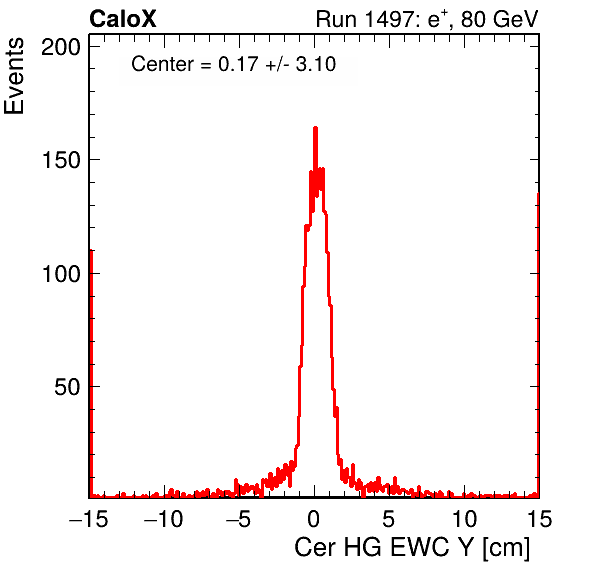 CaloX Run 1497: e⁺, 80 GeV
Events
Center = 0.17 +/- 3.10
200
150
100
50
−15 −10 −5 0 5 10 15
Cer HG EWC Y [cm]